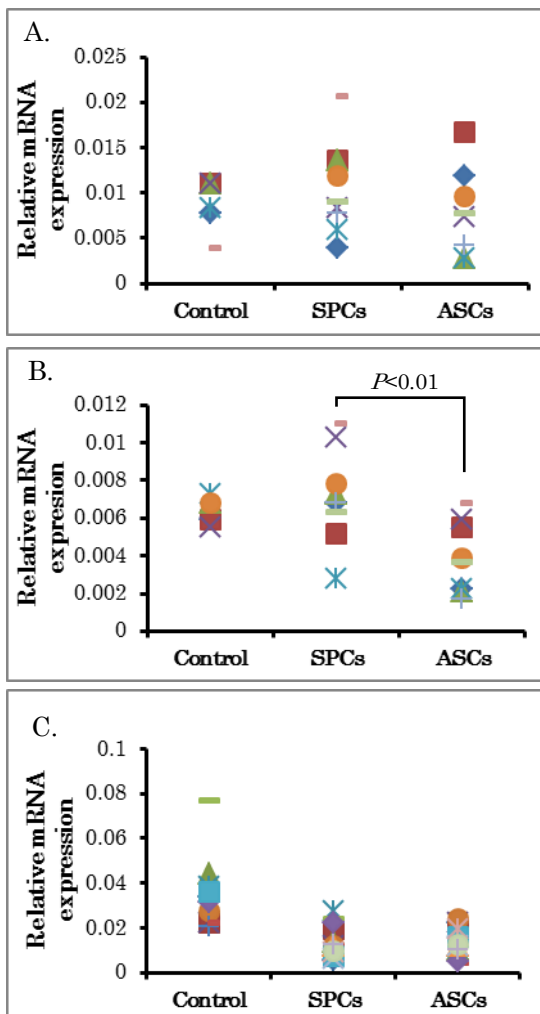 A.
Relative mRNA
expression
0.025
0.02
0.015
0.01
0.005
0
Control SPCs ASCs
B.
P<0.01
Relative mRNA
expresion
0.012
0.01
0.008
0.006
0.004
0.002
0
Control SPCs ASCs
C.
Relative mRNA
expression
0.1
0.08
0.06
0.04
0.02
0
Control SPCs ASCs